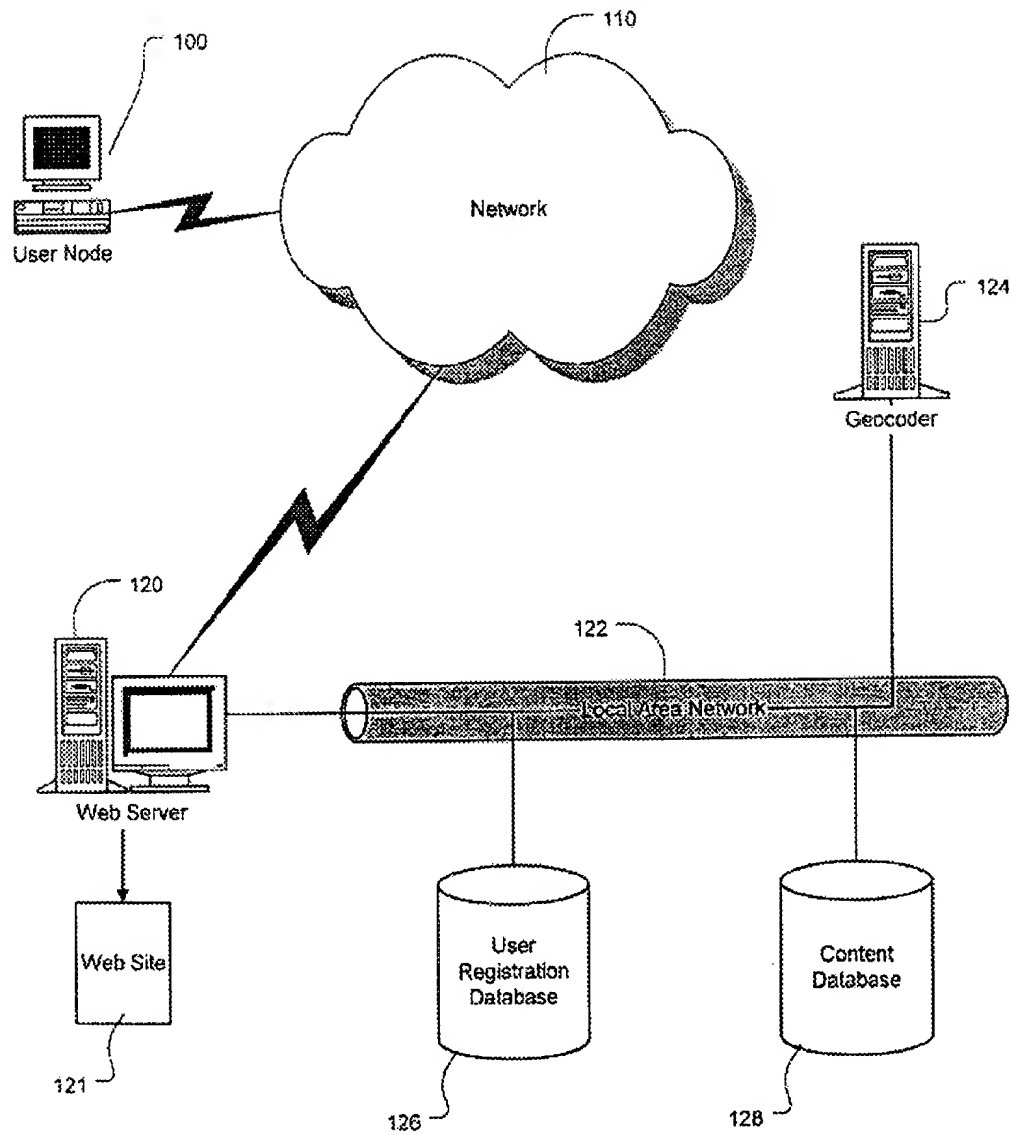 110
100
Network
User Node
124
Geocoder
120
122
Local Area Network
Web Server
Web Site
User
Registration
Database
Content
Database
121
126
128